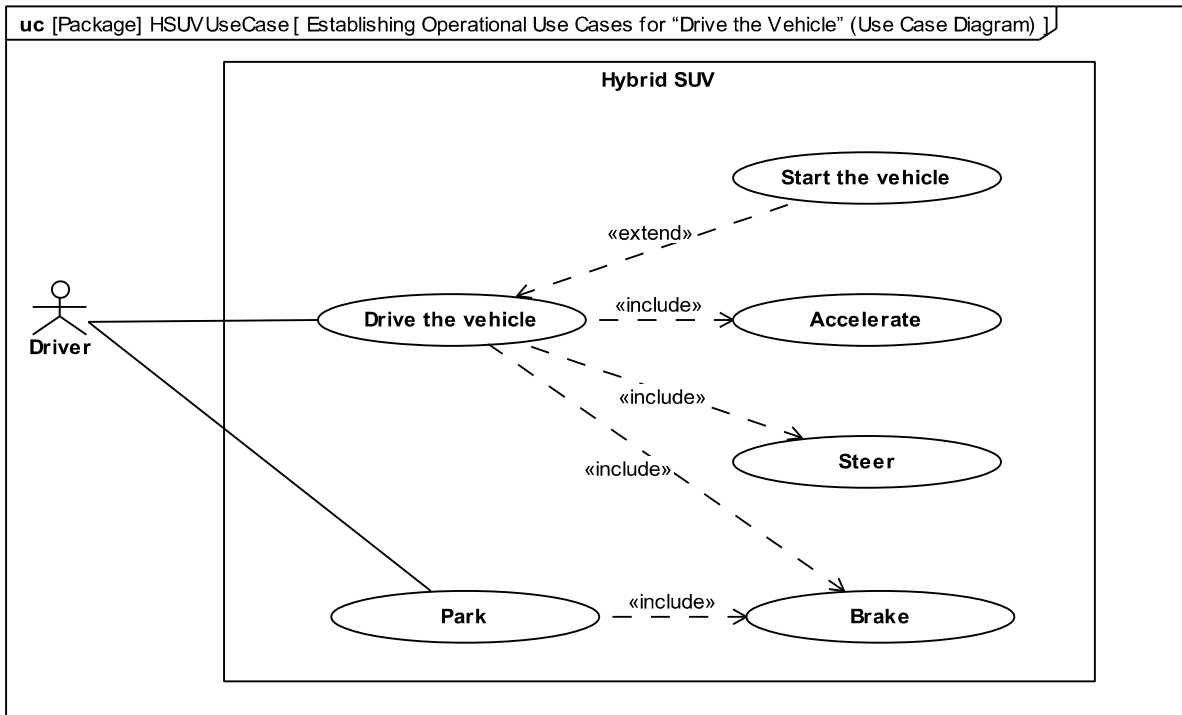 uc [Package] HSUVUseCase [ Establishing Operational Use Cases for “Drive the Vehicle” (Use Case Diagram) ]
Hybrid SUV
Start the vehicle
«extend»
«include»
Drive the vehicle
Accelerate
Driver
«include»
Steer
«include»
«include»
Park
Brake